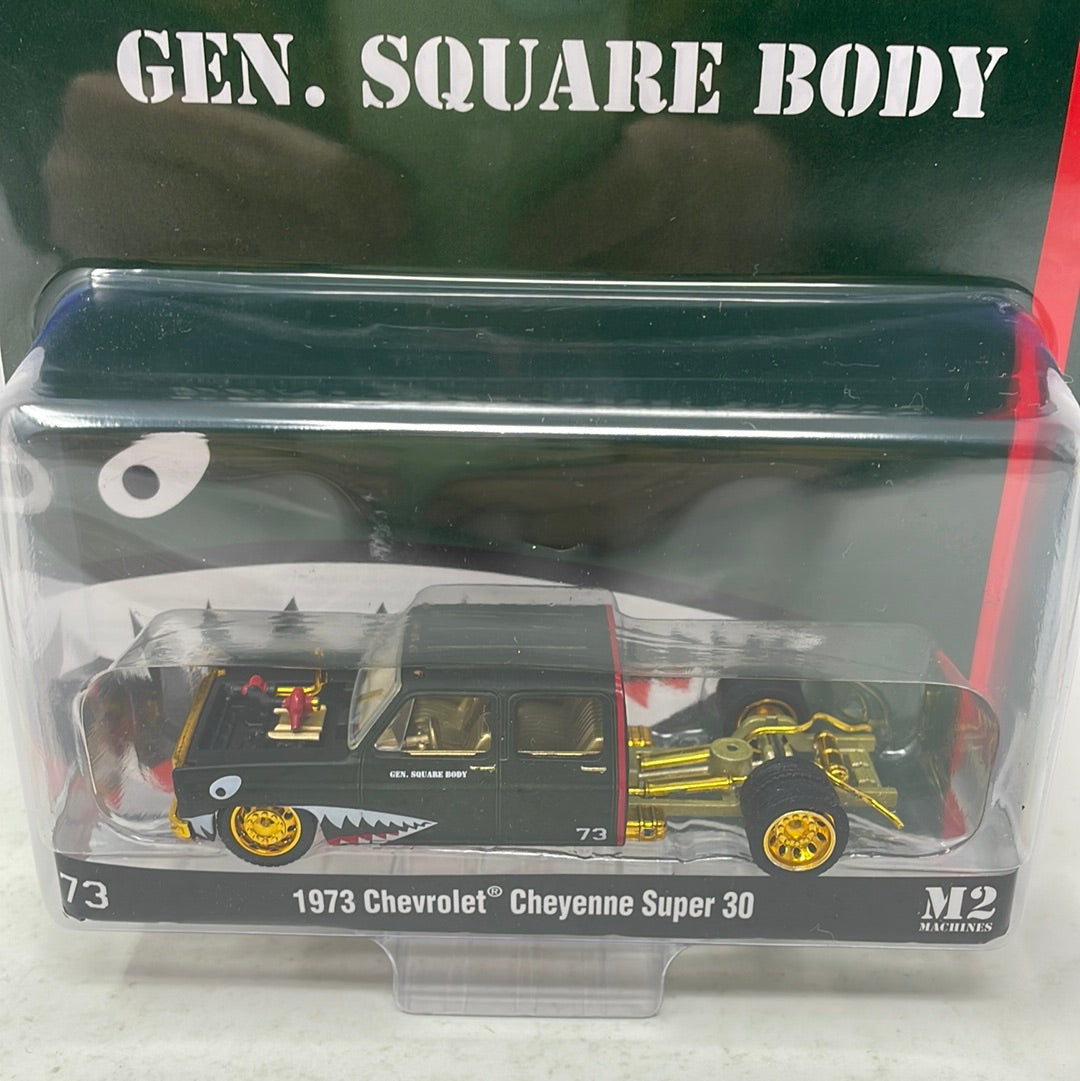 GEN. SQUARE BODY
GEN. SQUARE BODY
73
73
1973 Chevrolet® Cheyenne Super 30
M2
MACHINES